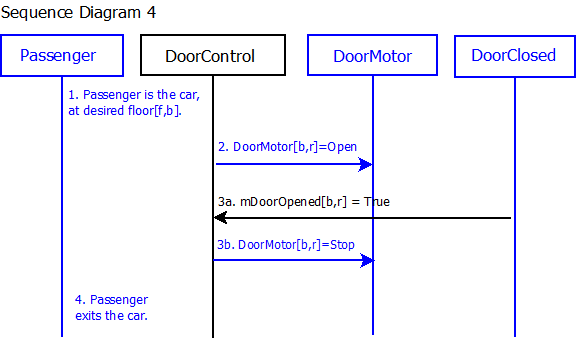 Sequence Diagram 4
Passenger
DoorControl
DoorMotor
DoorClosed
1. Passenger is the car,
at desired floor[f,b].
2. DoorMotor[b,r]=Open
3a. mDoorOpened[b,r] = True
3b. DoorMotor[b,r]=Stop
4. Passenger
exits the car.